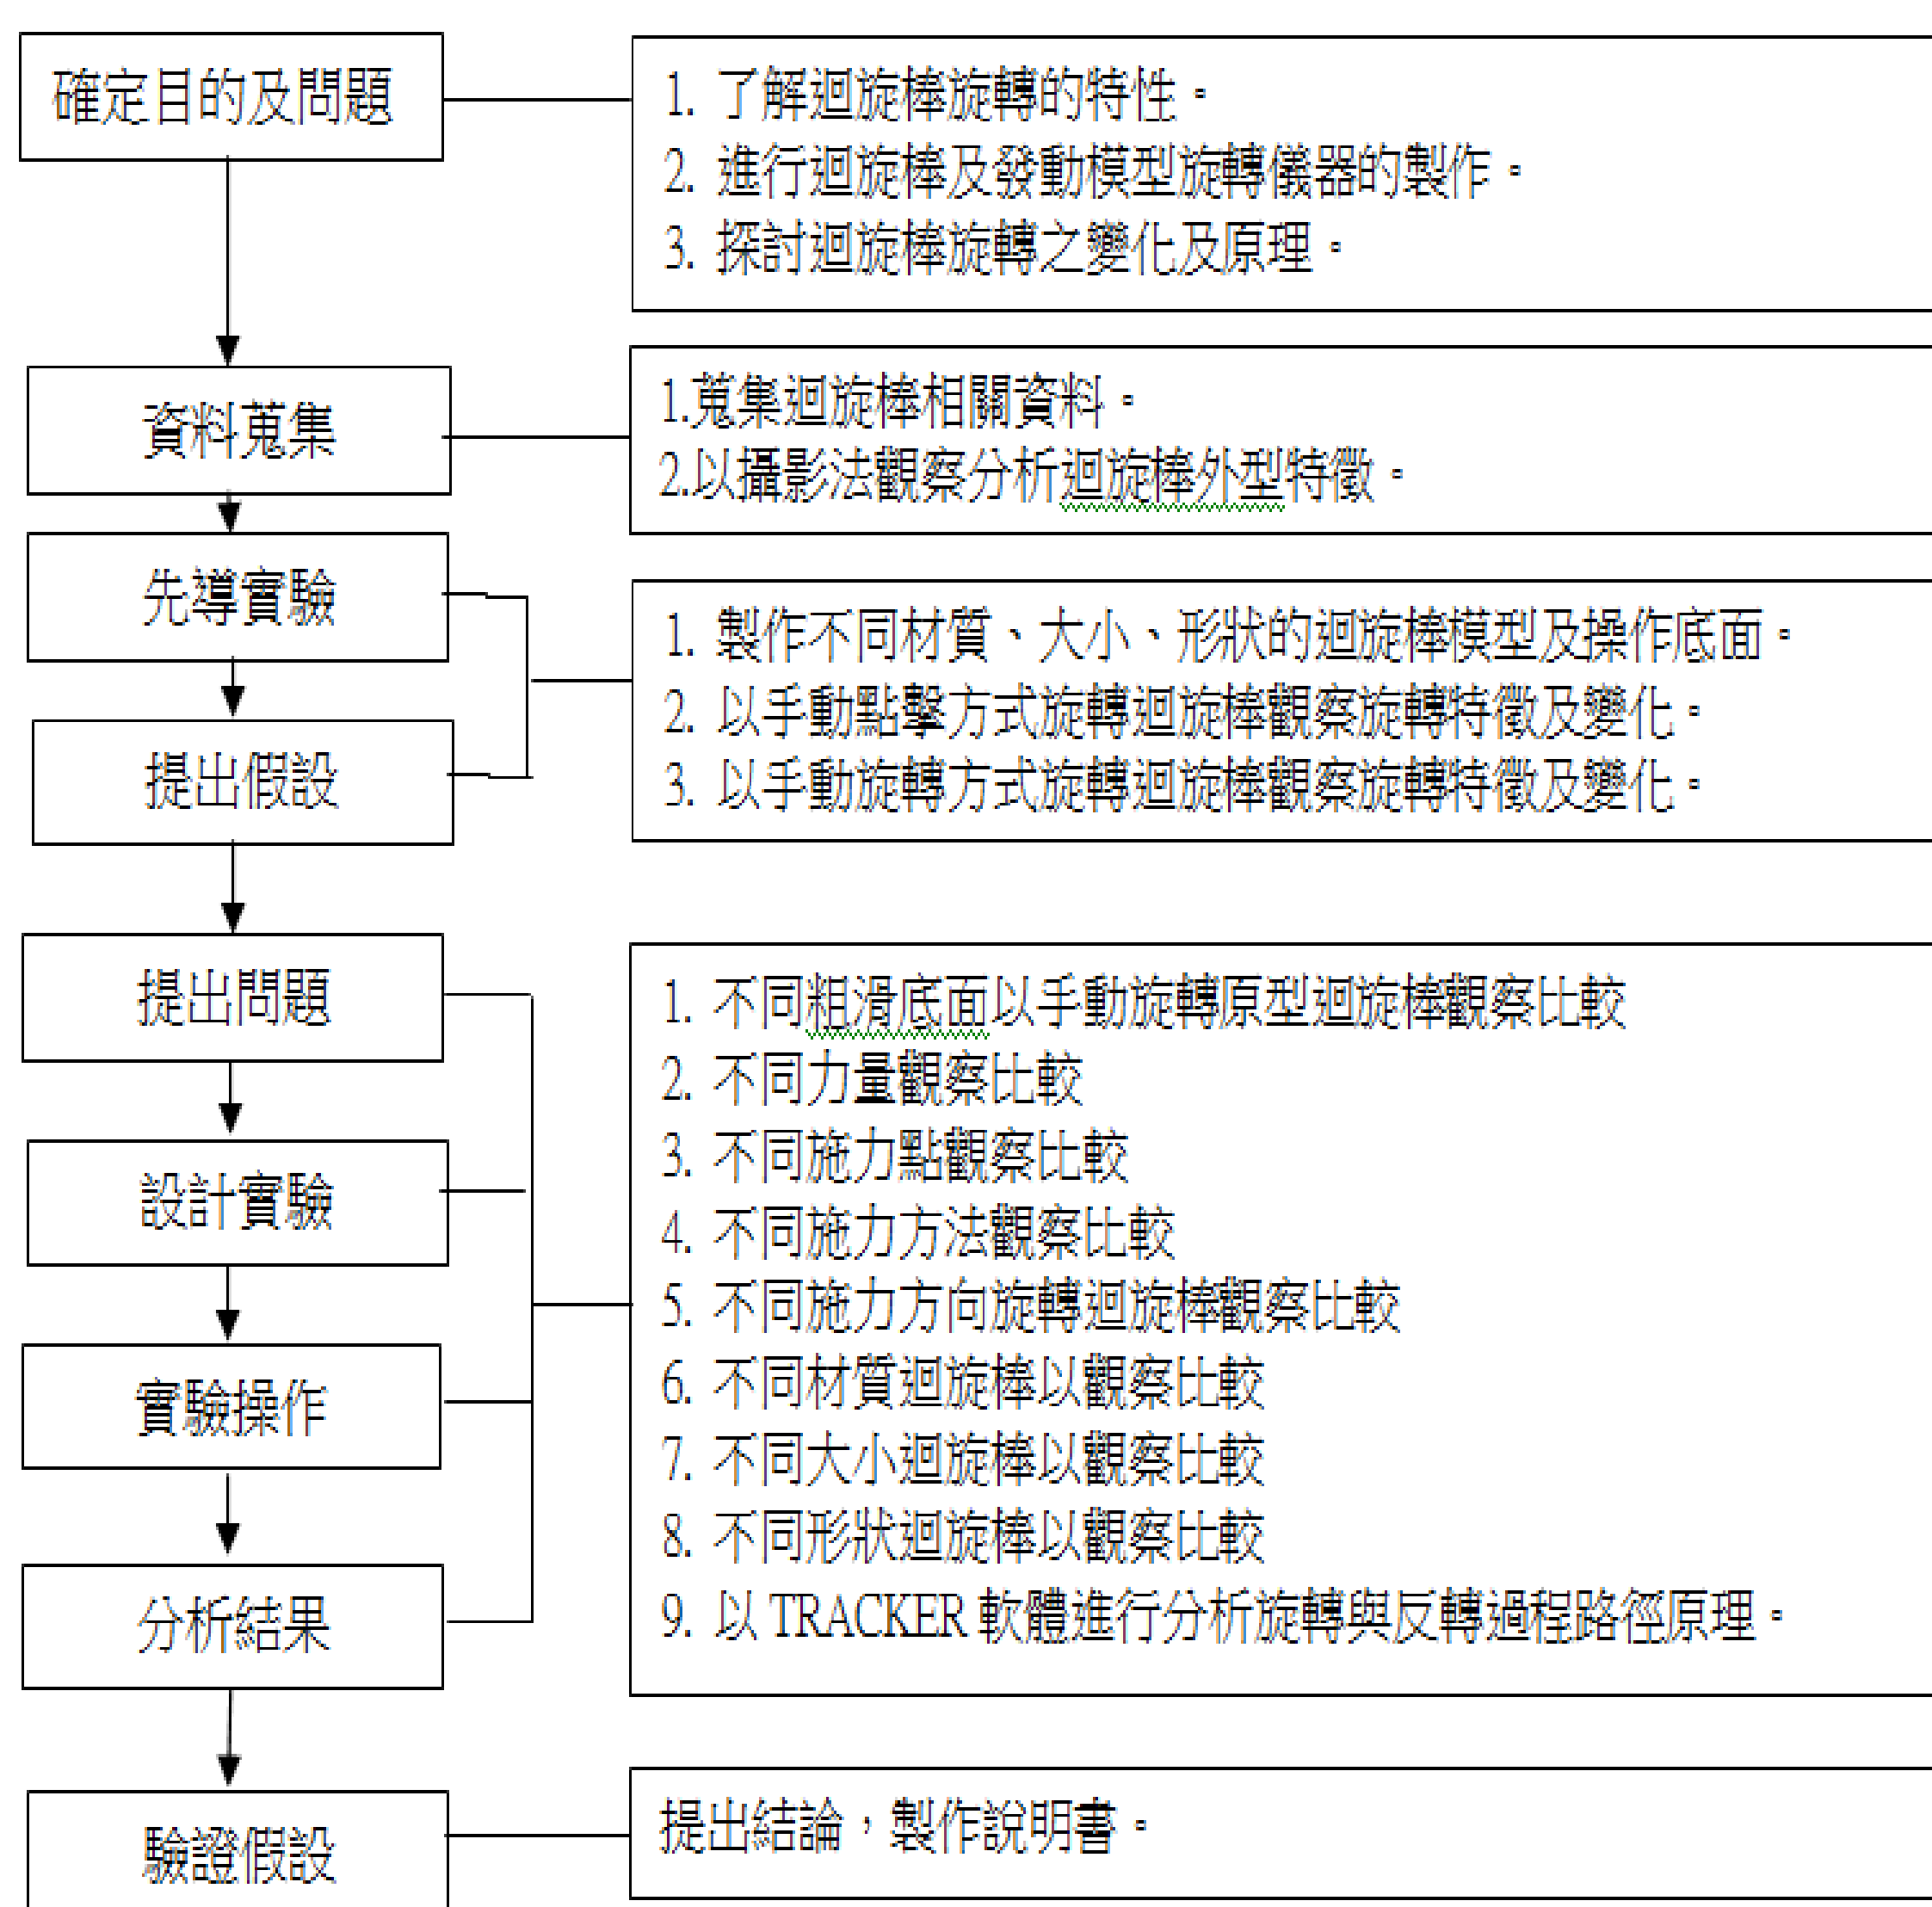 確定目的及問題
1. 了解迴旋棒旋轉的特性。
2. 進行迴旋棒及發動模型旋轉儀器的製作。
3. 探討迴旋棒旋轉之變化及原理。
資料蒐集
1.蒐集迴旋棒相關資料。
2.以攝影法觀察分析迴旋棒外型特徵。
先導實驗
提出假設
1. 製作不同材質、大小、形狀的迴旋棒模型及操作底面。
2. 以手動點擊方式旋轉迴旋棒觀察旋轉特徵及變化。
3. 以手動旋轉方式旋轉迴旋棒觀察旋轉特徵及變化。
提出問題
設計實驗
實驗操作
分析結果
1. 不同粗滑底面以手動旋轉原型迴旋棒觀察比較
2. 不同力量觀察比較
3. 不同施力點觀察比較
4. 不同施力方法觀察比較
5. 不同施力方向旋轉迴旋棒觀察比較
6. 不同材質迴旋棒以觀察比較
7. 不同大小迴旋棒以觀察比較
8. 不同形狀迴旋棒以觀察比較
9. 以 TRACKER 軟體進行分析旋轉與反轉過程路徑原理。
驗證假設
提出結論，製作說明書。